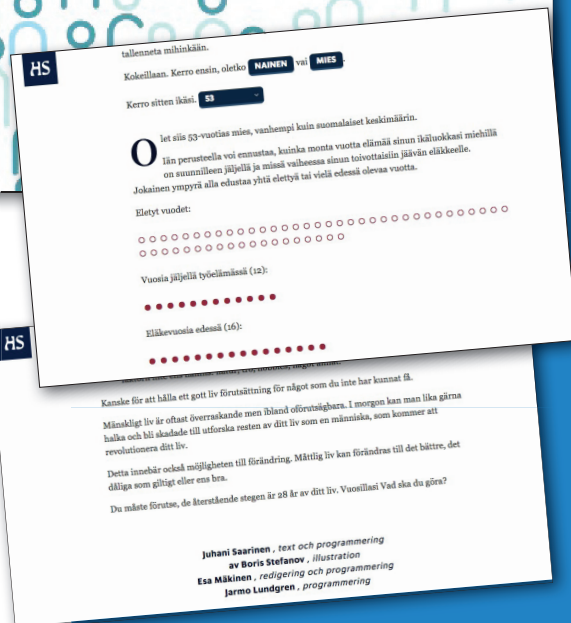 HS
tallenneta mihinkään.
Kokeillaan. Kerro ensin, oletko NAINEN vai MIES.
Kerro sitten ikäsi. 53
Olet siis 53-vuotias mies, vanhempi kuin suomalaiset keskimäärin.
Iän perusteella voi ennustaa, kuinka monta vuotta elämää sinun ikäluokkasi miehillä
on suunnilleen jäljellä ja missä vaiheessa sinun toivottaisiin jäävän eläkkeelle.
Jokainen ympyrä alla edustaa yhtä elettyä tai vielä edessä olevaa vuotta.
Eletyt vuodet:
Vuosia jäljellä työelämässä (12):
Eläkevuosia edessä (16):
HS
Kanske för att hålla ett gott liv förutsättning för något som du inte har kunnat få.
Mänskligt liv är oftast överraskande men ibland oförutsägbara. I morgon kan man lika gärna
halka och bli skadade till utforska resten av ditt liv som en människa, som kommer att
revolutionera ditt liv.
Detta innebär också möjligheten till förändring. Måttlig liv kan förändras till det bättre, det
dåliga som giltigt eller ens bra.
Du måste förutse, de återstående stegen är 28 år av ditt liv. Vuosillasi Vad ska du göra?
Juhani Saarinen , text och programmering
av Boris Stefanov , illustration
Esa Mäkinen , redigering och programmering
Jarmo Lundgren , programmering